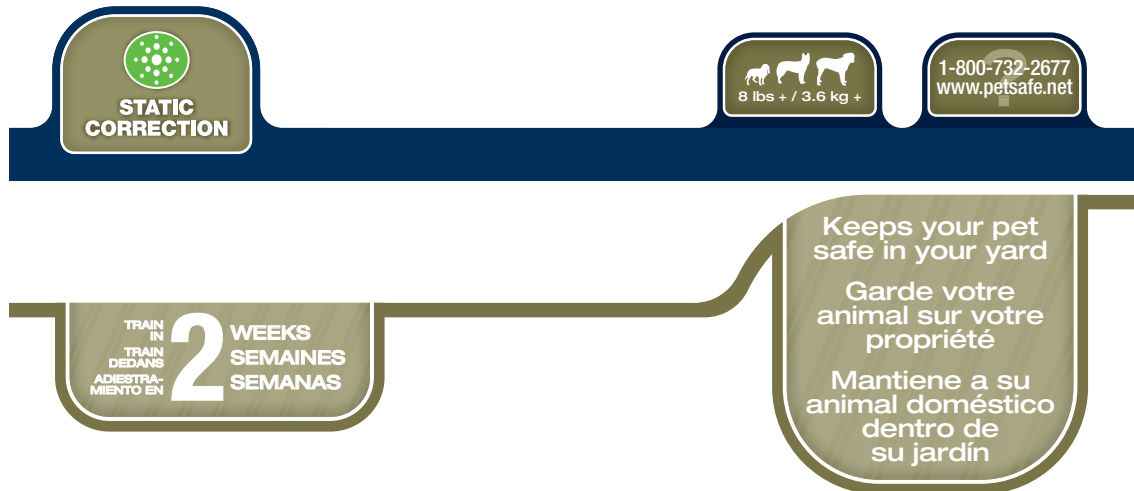 STATIC
CORRECTION
8 lbs + / 3.6 kg +
?
1-800-732-2677
www.petsafe.net
Keeps your pet
safe in your yard
Garde votre
animal sur votre
propriété
Mantiene a su
animal doméstico
dentro de
su jardín
TRAIN
IN
TRAIN
DEDANS
ADIESTRA-
MIENTO EN
2
WEEKS
SEMAINES
SEMANAS